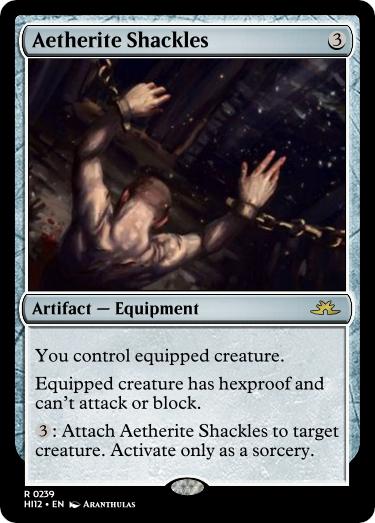 Aetherite Shackles 3
Artifact — Equipment
You control equipped creature.
Equipped creature has hexproof and
can't attack or block.
3: Attach Aetherite Shackles to target
creature. Activate only as a sorcery.
R 0239
HI12 • EN Aranthulas